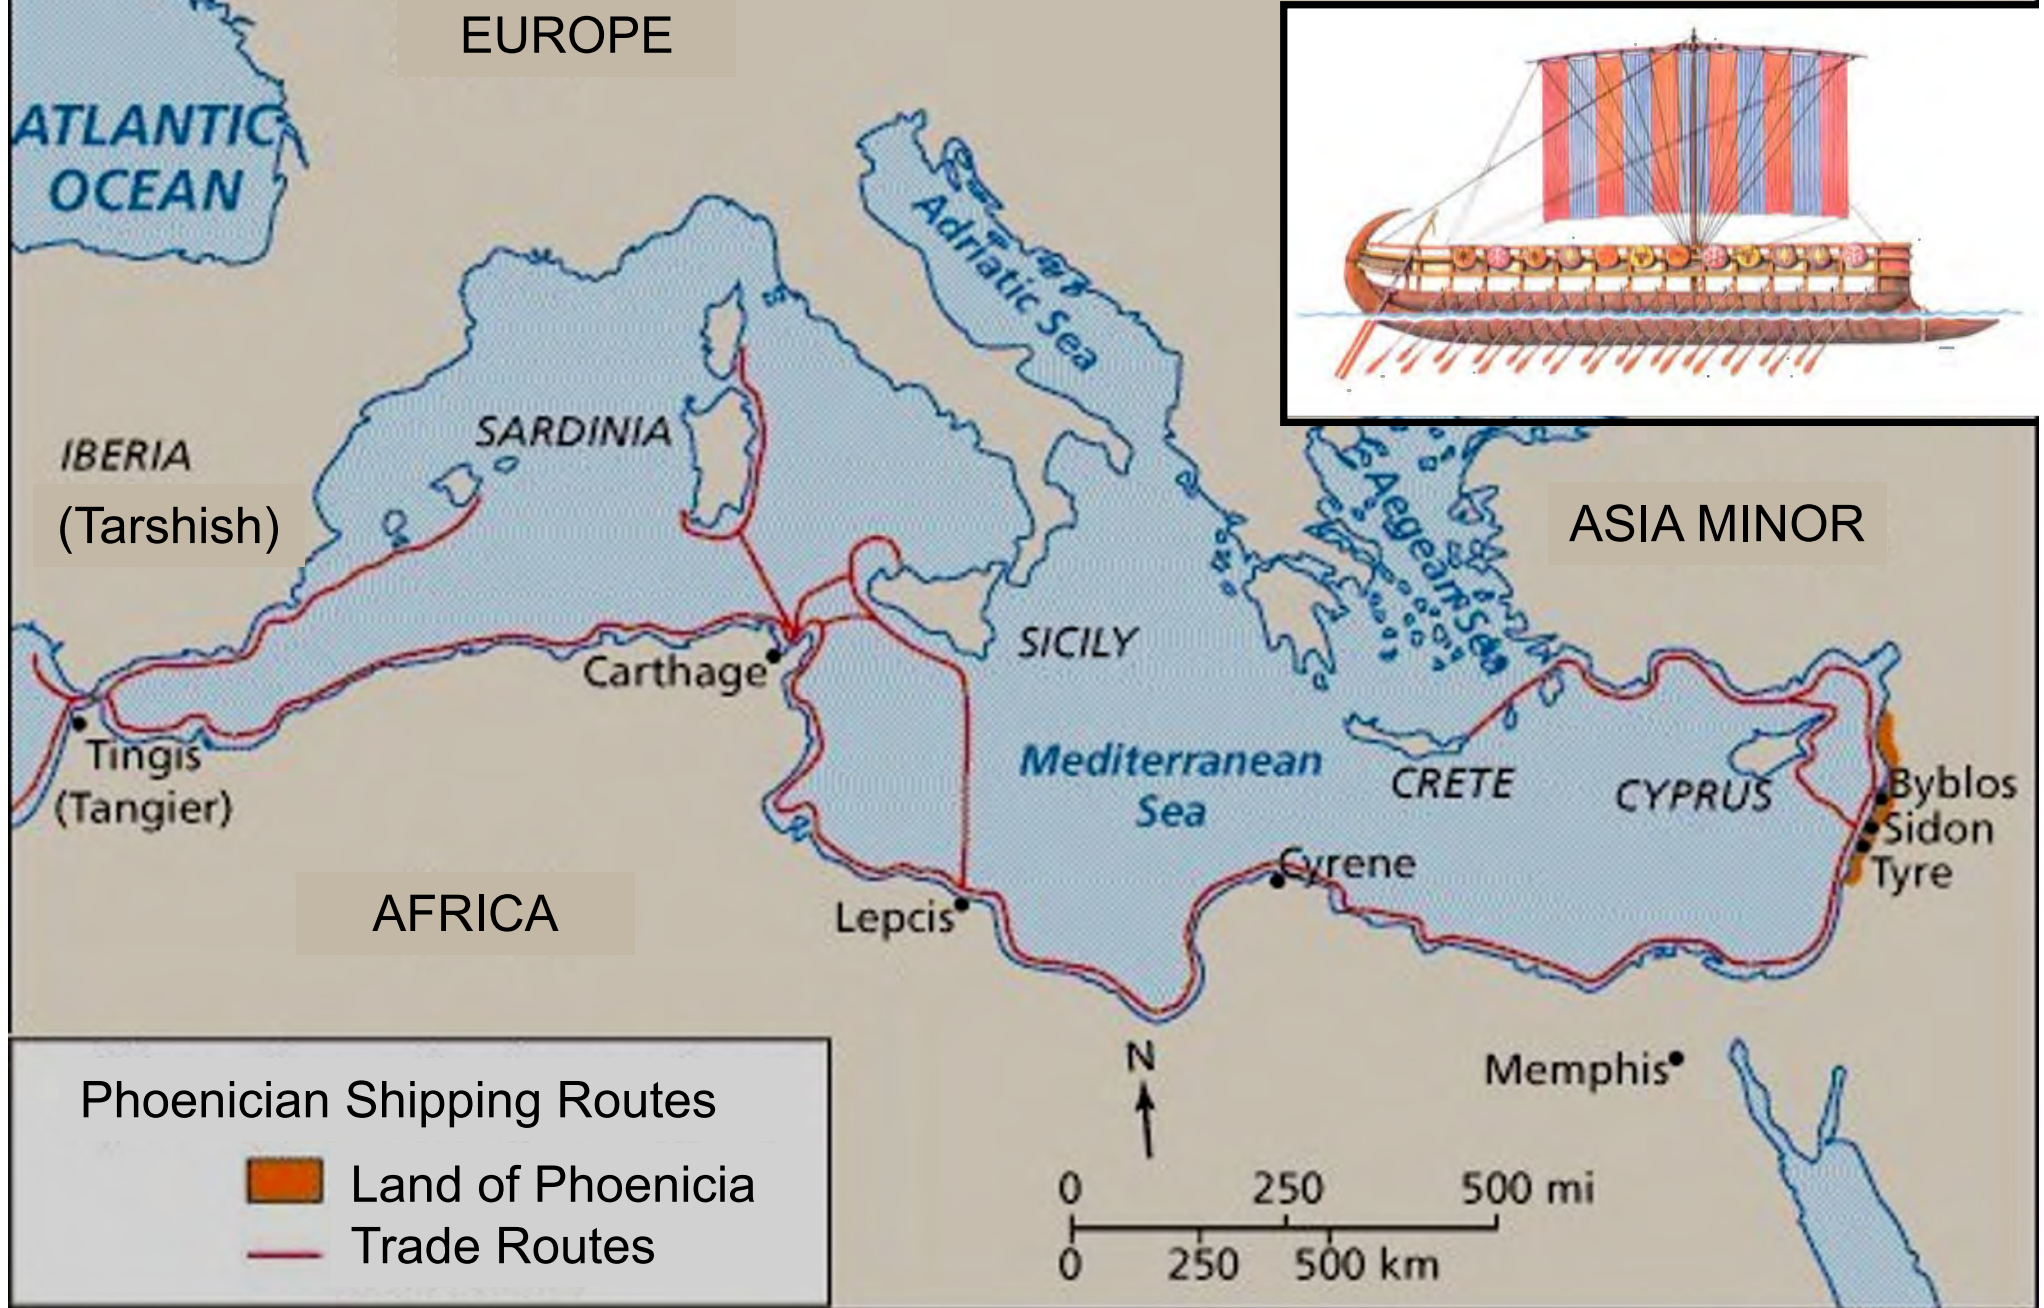 EUROPE
ATLANTIC
OCEAN
Adriatic Sea
IBERIA
(Tarshish)
SARDINIA
Aegean Sea
ASIA MINOR
SICILY
Carthage
Tingis
(Tangier)
Mediterranean
Sea
CRETE
CYPRUS
Byblos
Sidon
Tyre
Cyrene
AFRICA
Lepcis
Memphis
N
Phoenician Shipping Routes
Land of Phoenicia
Trade Routes
0 250 500 mi
0 250 500 km